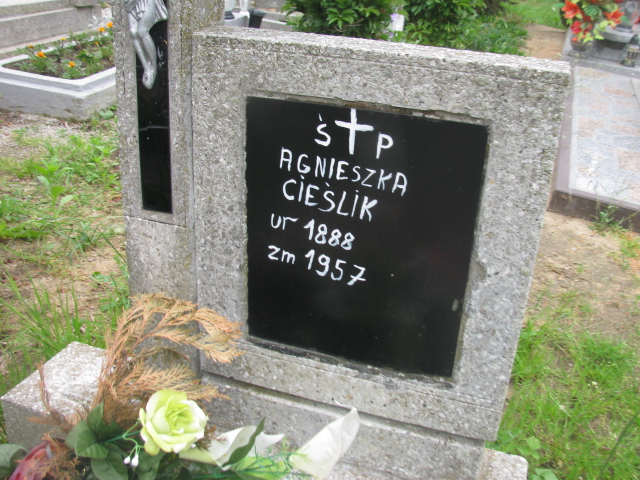 Ś P
AGNIESZKA
CIEŚLIK
ur 1888
zm 1957